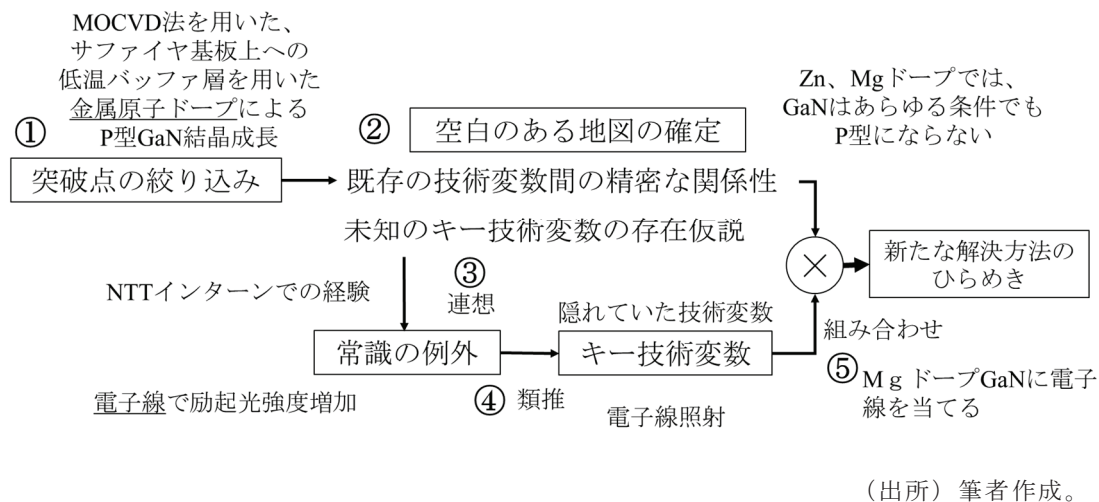 MOCVD法を用いた、
サファイヤ基板上への
低温バッファ層を用いた
金属原子ドープによる
P型GaN結晶成長
①
突破点の絞り込み
②
空白のある地図の確定
既存の技術変数間の精密な関係性
未知のキー技術変数の存在仮説
Zn、Mgドープでは、
GaNはあらゆる条件でも
P型にならない
×
新たな解決方法の
ひらめき
NTTインターンでの経験
③
連想
常識の例外
電子線で励起光強度増加
④
類推
隠れていた技術変数
キー技術変数
電子線照射
組み合わせ
⑤
ＭｇドープGaNに電子
線を当てる
（出所）筆者作成。